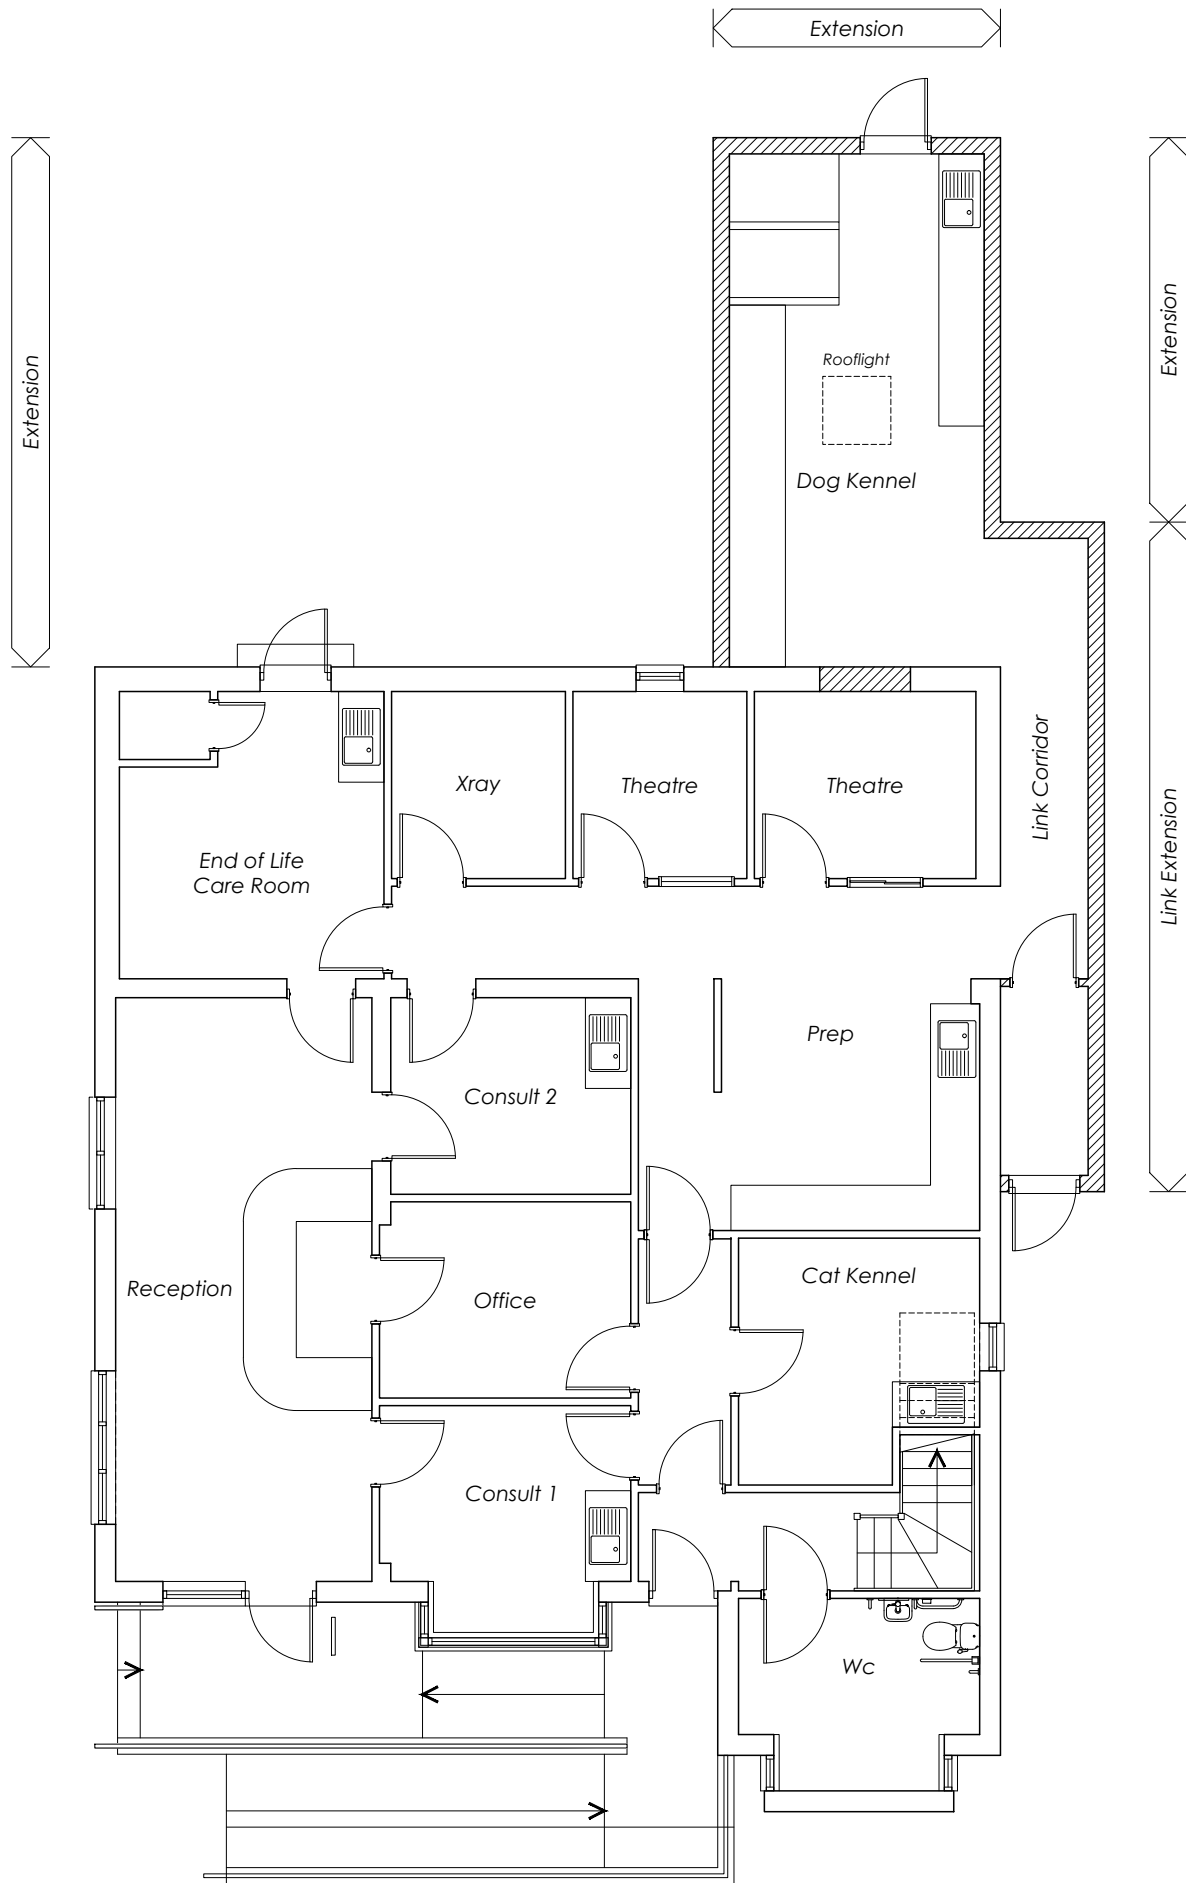 Extension
Extension
Extension
Rooflight
Dog Kennel
Link Corridor
Link Extension
Xray
Theatre
Theatre
End of Life
Care Room
Prep
Consult 2
Reception
Office
Cat Kennel
Consult 1
Wc